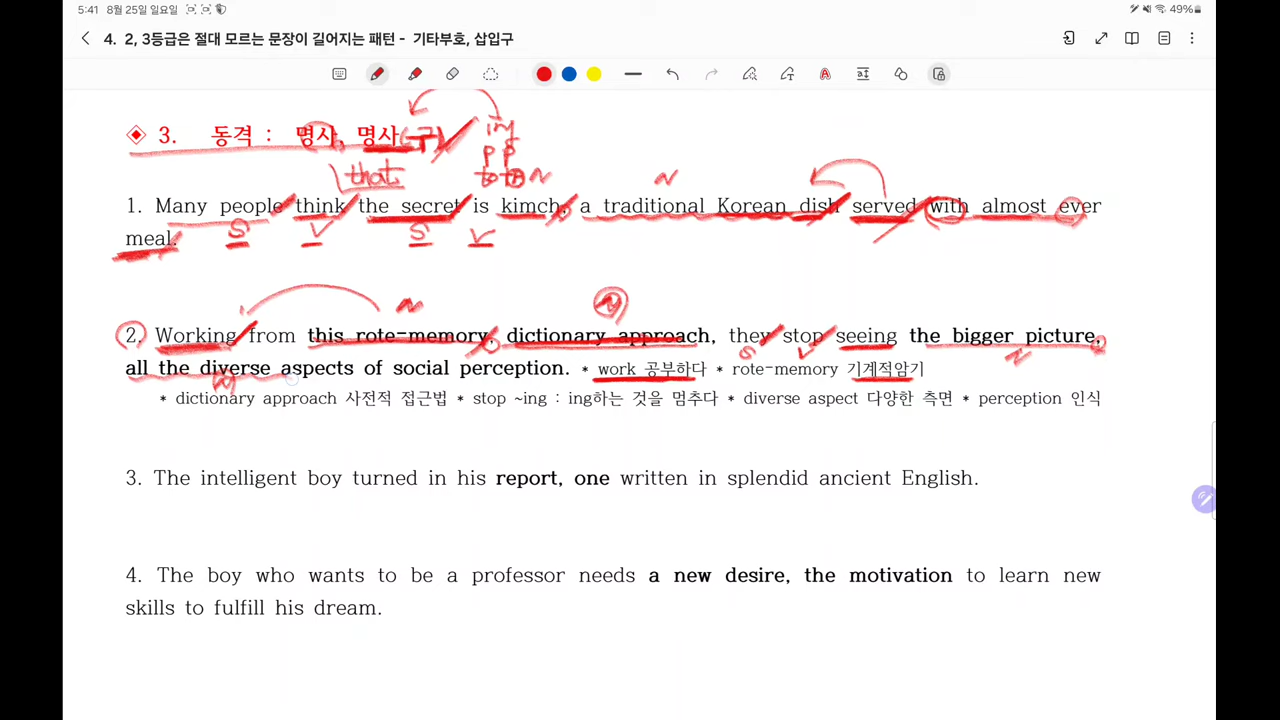 5:41 8월 25일 일요일 49%
4. 2, 3등급은 절대 모르는 문장이 길어지는 패턴 - 기타부호, 삽입구
◈ 3. 동격 : 명사, 명사(구)
ing
p p
that to N N
1. Many people think the secret is kimch, a traditional Korean dish served with almost ever
S V S V
meal.
N 동
2. Working from this rote-memory, dictionary approach, they stop seeing the bigger picture,
S V N
all the diverse aspects of social perception. * work 공부하다 * rote-memory 기계적암기
* dictionary approach 사전적 접근법 * stop ~ing : ing하는 것을 멈추다 * diverse aspect 다양한 측면 * perception 인식
3. The intelligent boy turned in his report, one written in splendid ancient English.
4. The boy who wants to be a professor needs a new desire, the motivation to learn new
skills to fulfill his dream.